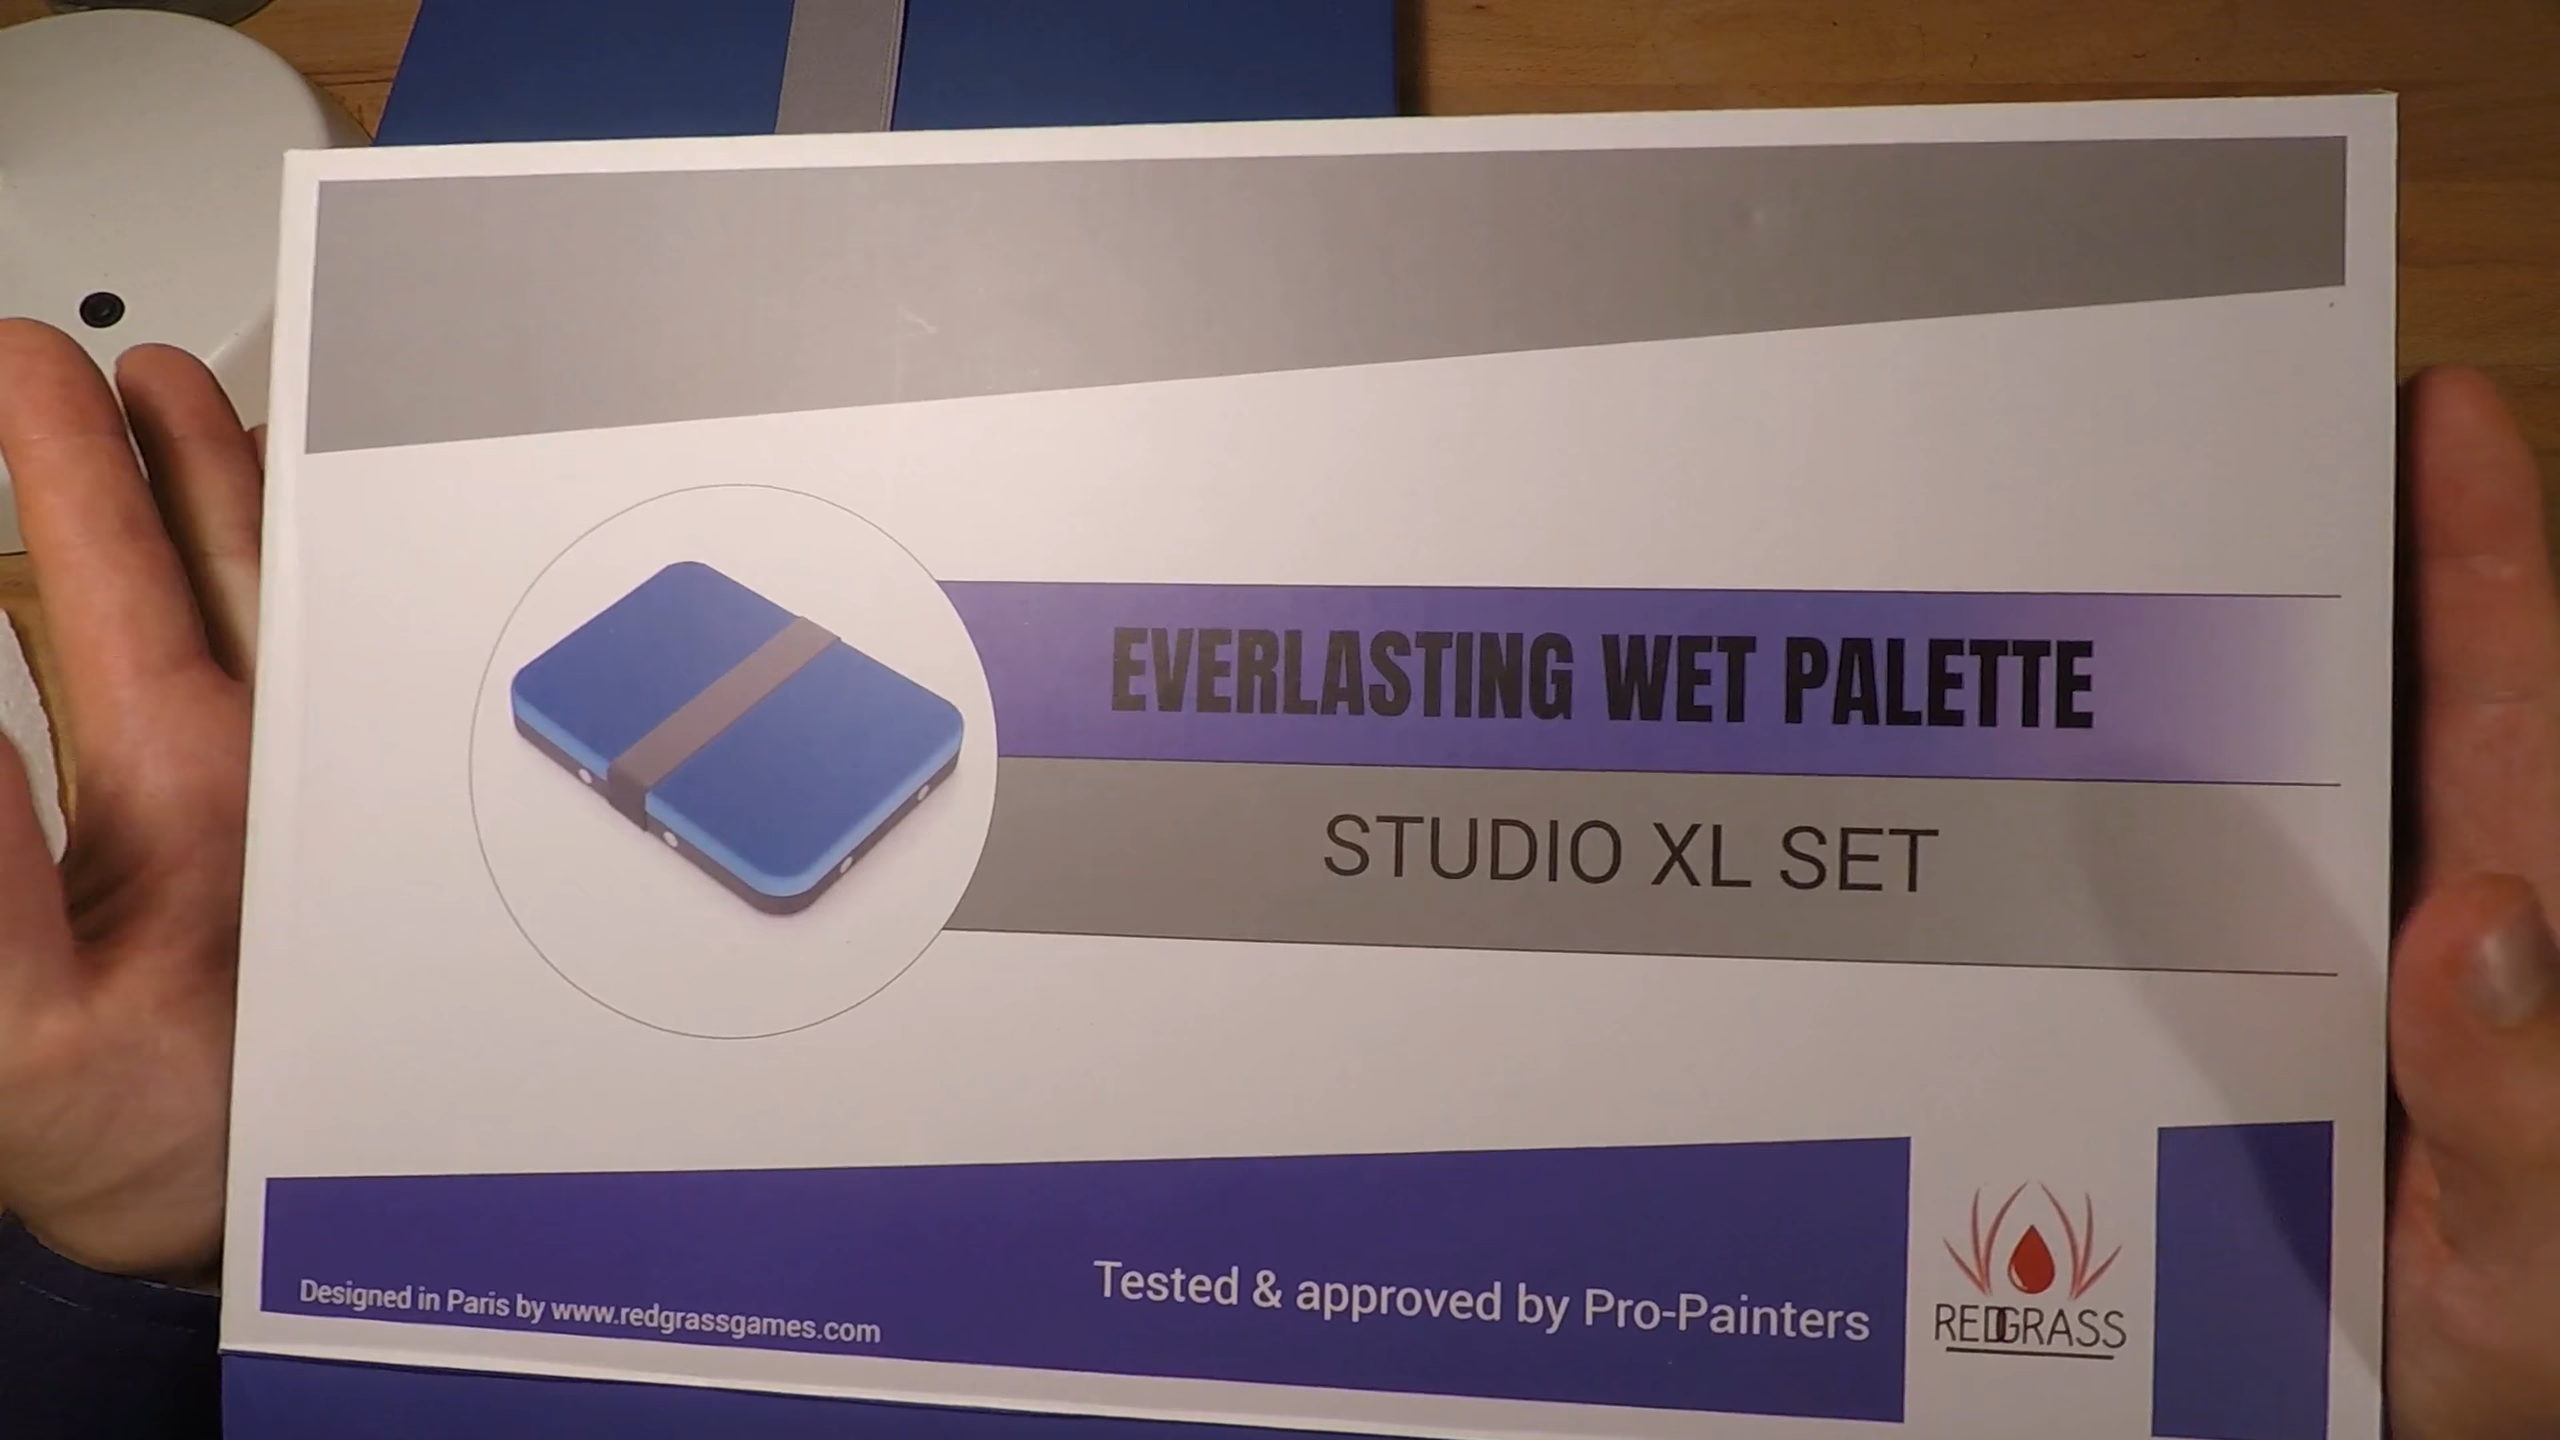 EVERLASTING WET PALETTE
STUDIO XL SET
Designed in Paris by www.redgrassgames.com
Tested & approved by Pro-Painters
REDGRASS